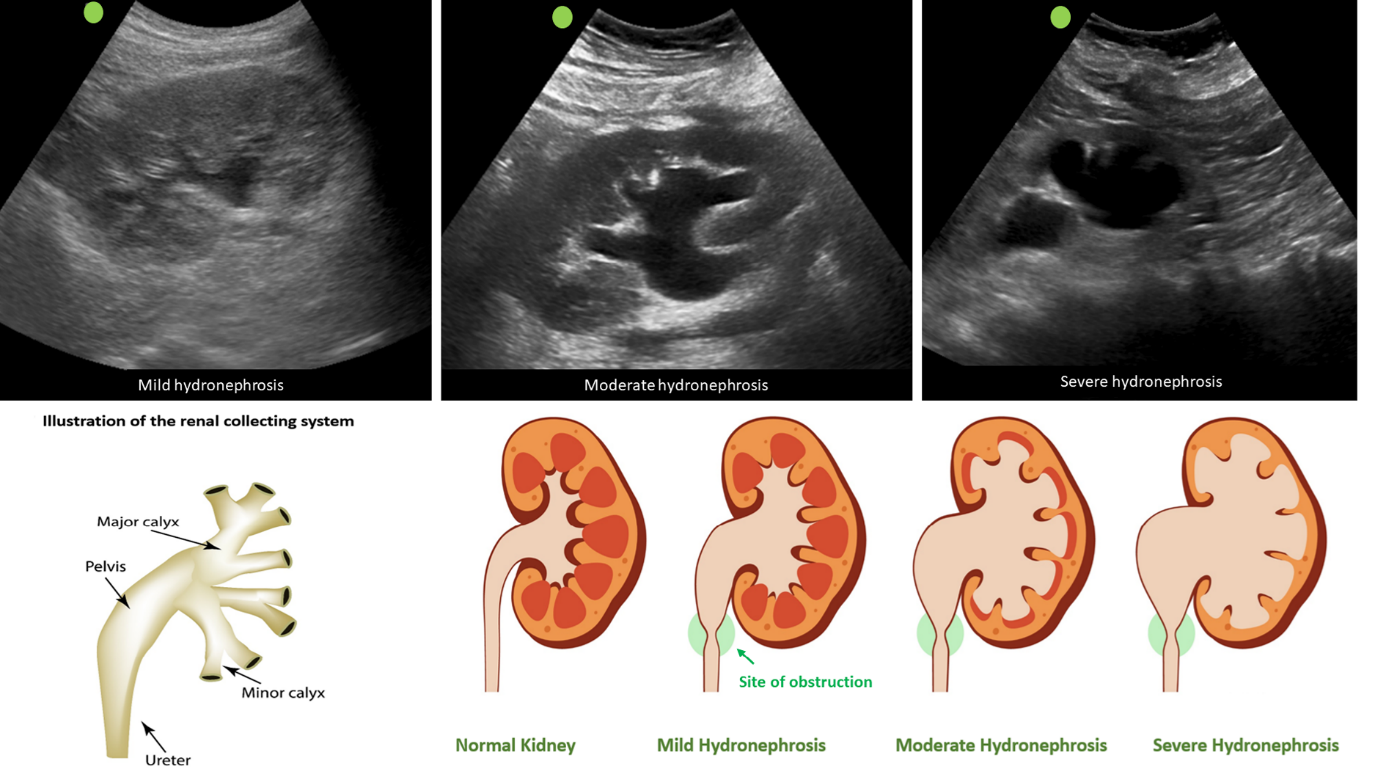 Mild hydronephrosis
Moderate hydronephrosis
Severe hydronephrosis
Illustration of the renal collecting system
Major calyx
Pelvis
Minor calyx
Ureter
Site of obstruction
Normal Kidney
Mild Hydronephrosis
Moderate Hydronephrosis
Severe Hydronephrosis